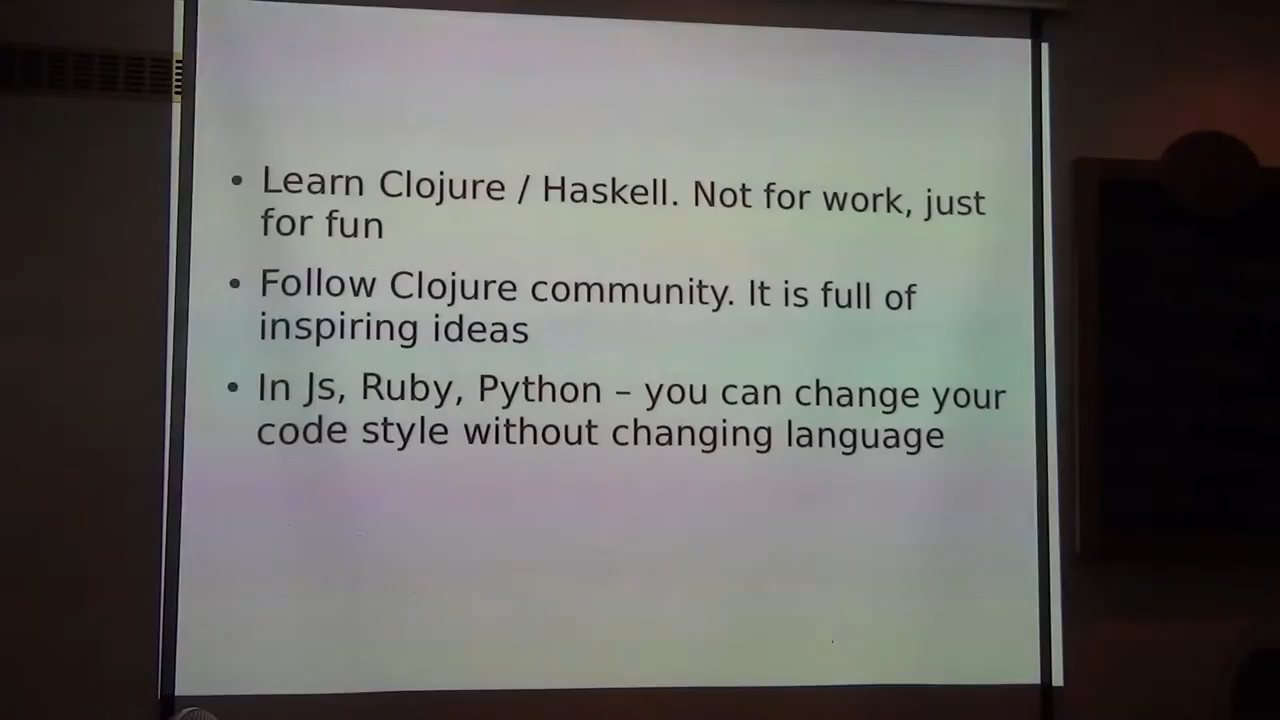 • Learn Clojure / Haskell. Not for work, just
for fun
• Follow Clojure community. It is full of
inspiring ideas
• In Js, Ruby, Python – you can change your
code style without changing language